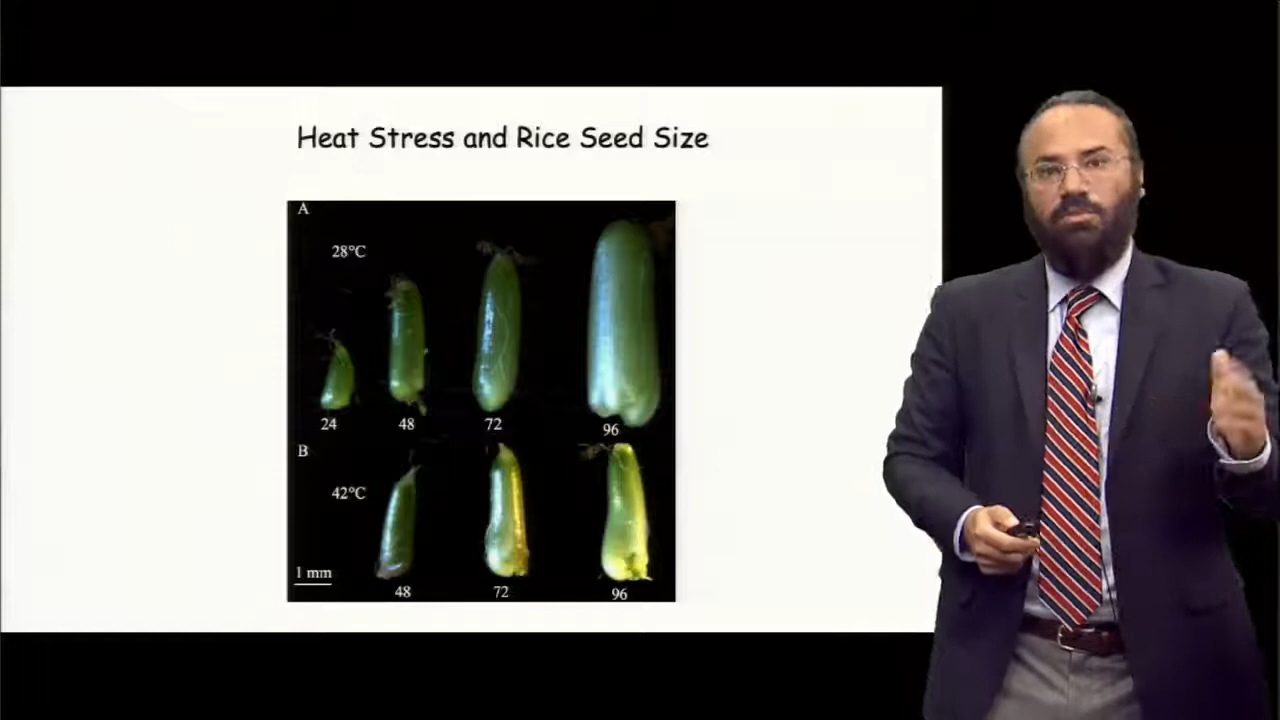 Heat Stress and Rice Seed Size
A
28°C
24 48 72 96
B
42°C
1 mm
48 72 96